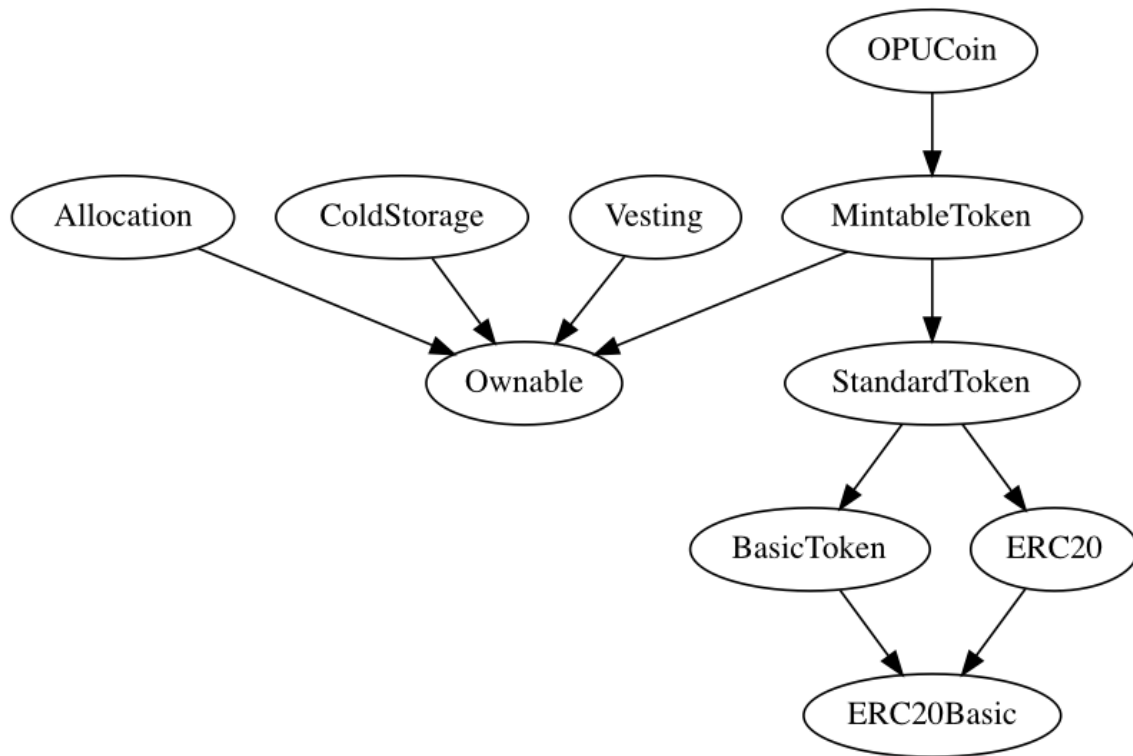 OPUCoin
Allocation
ColdStorage
Vesting
MintableToken
Ownable
StandardToken
BasicToken
ERC20
ERC20Basic